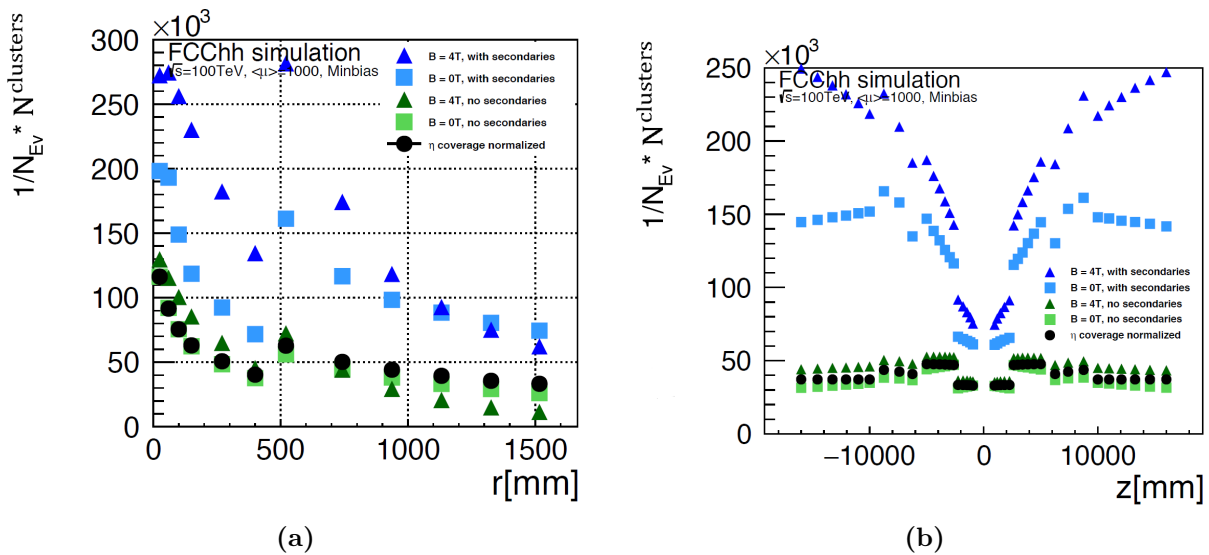 ×10³
300
250
200
150
100
50
0
1/N_Ev * N^clusters
FCChh simulation
√s=100TeV, <μ>=1000, Minbias
B = 4T, with secondaries
B = 0T, with secondaries
B = 4T, no secondaries
B = 0T, no secondaries
η coverage normalized
0 500 1000 1500
r[mm]
(a)
×10³
250
200
150
100
50
0
1/N_Ev * N^clusters
FCChh simulation
√s=100TeV, <μ>=1000, Minbias
B = 4T, with secondaries
B = 0T, with secondaries
B = 4T, no secondaries
B = 0T, no secondaries
η coverage normalized
−10000 0 10000
z[mm]
(b)